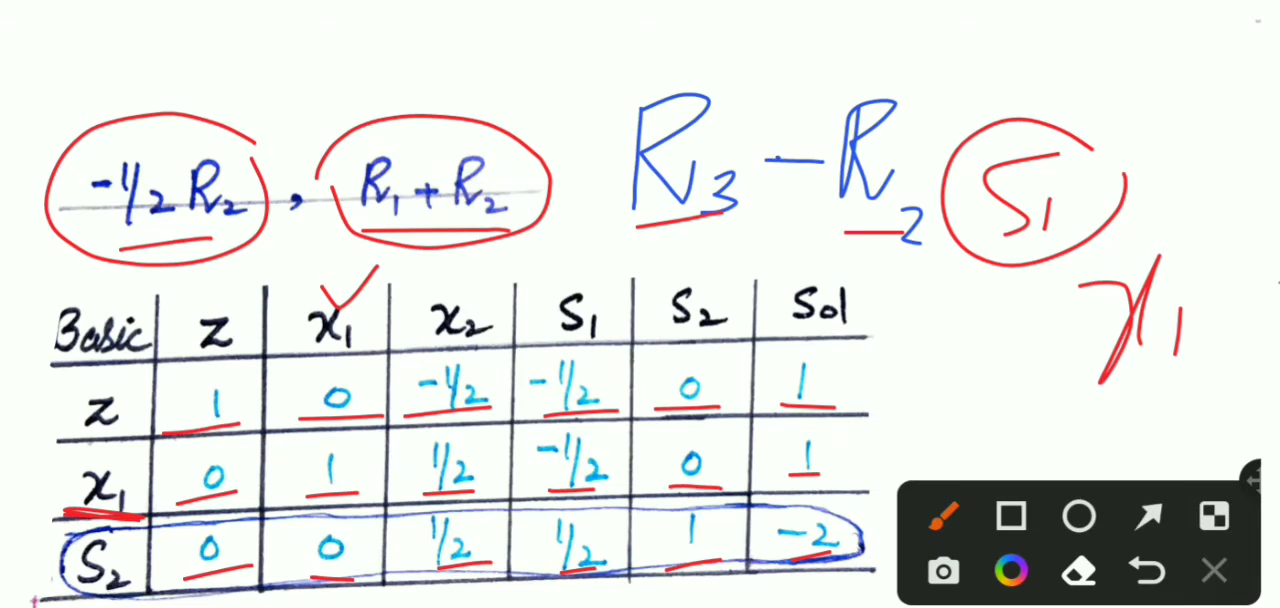 -1/2 R2 , R1 + R2 R3 - R2 S1
x1
Basic z x1 x2 S1 S2 Sol
z 1 0 -1/2 -1/2 0 1
x1 0 1 1/2 -1/2 0 1
S2 0 0 1/2 1/2 1 -2